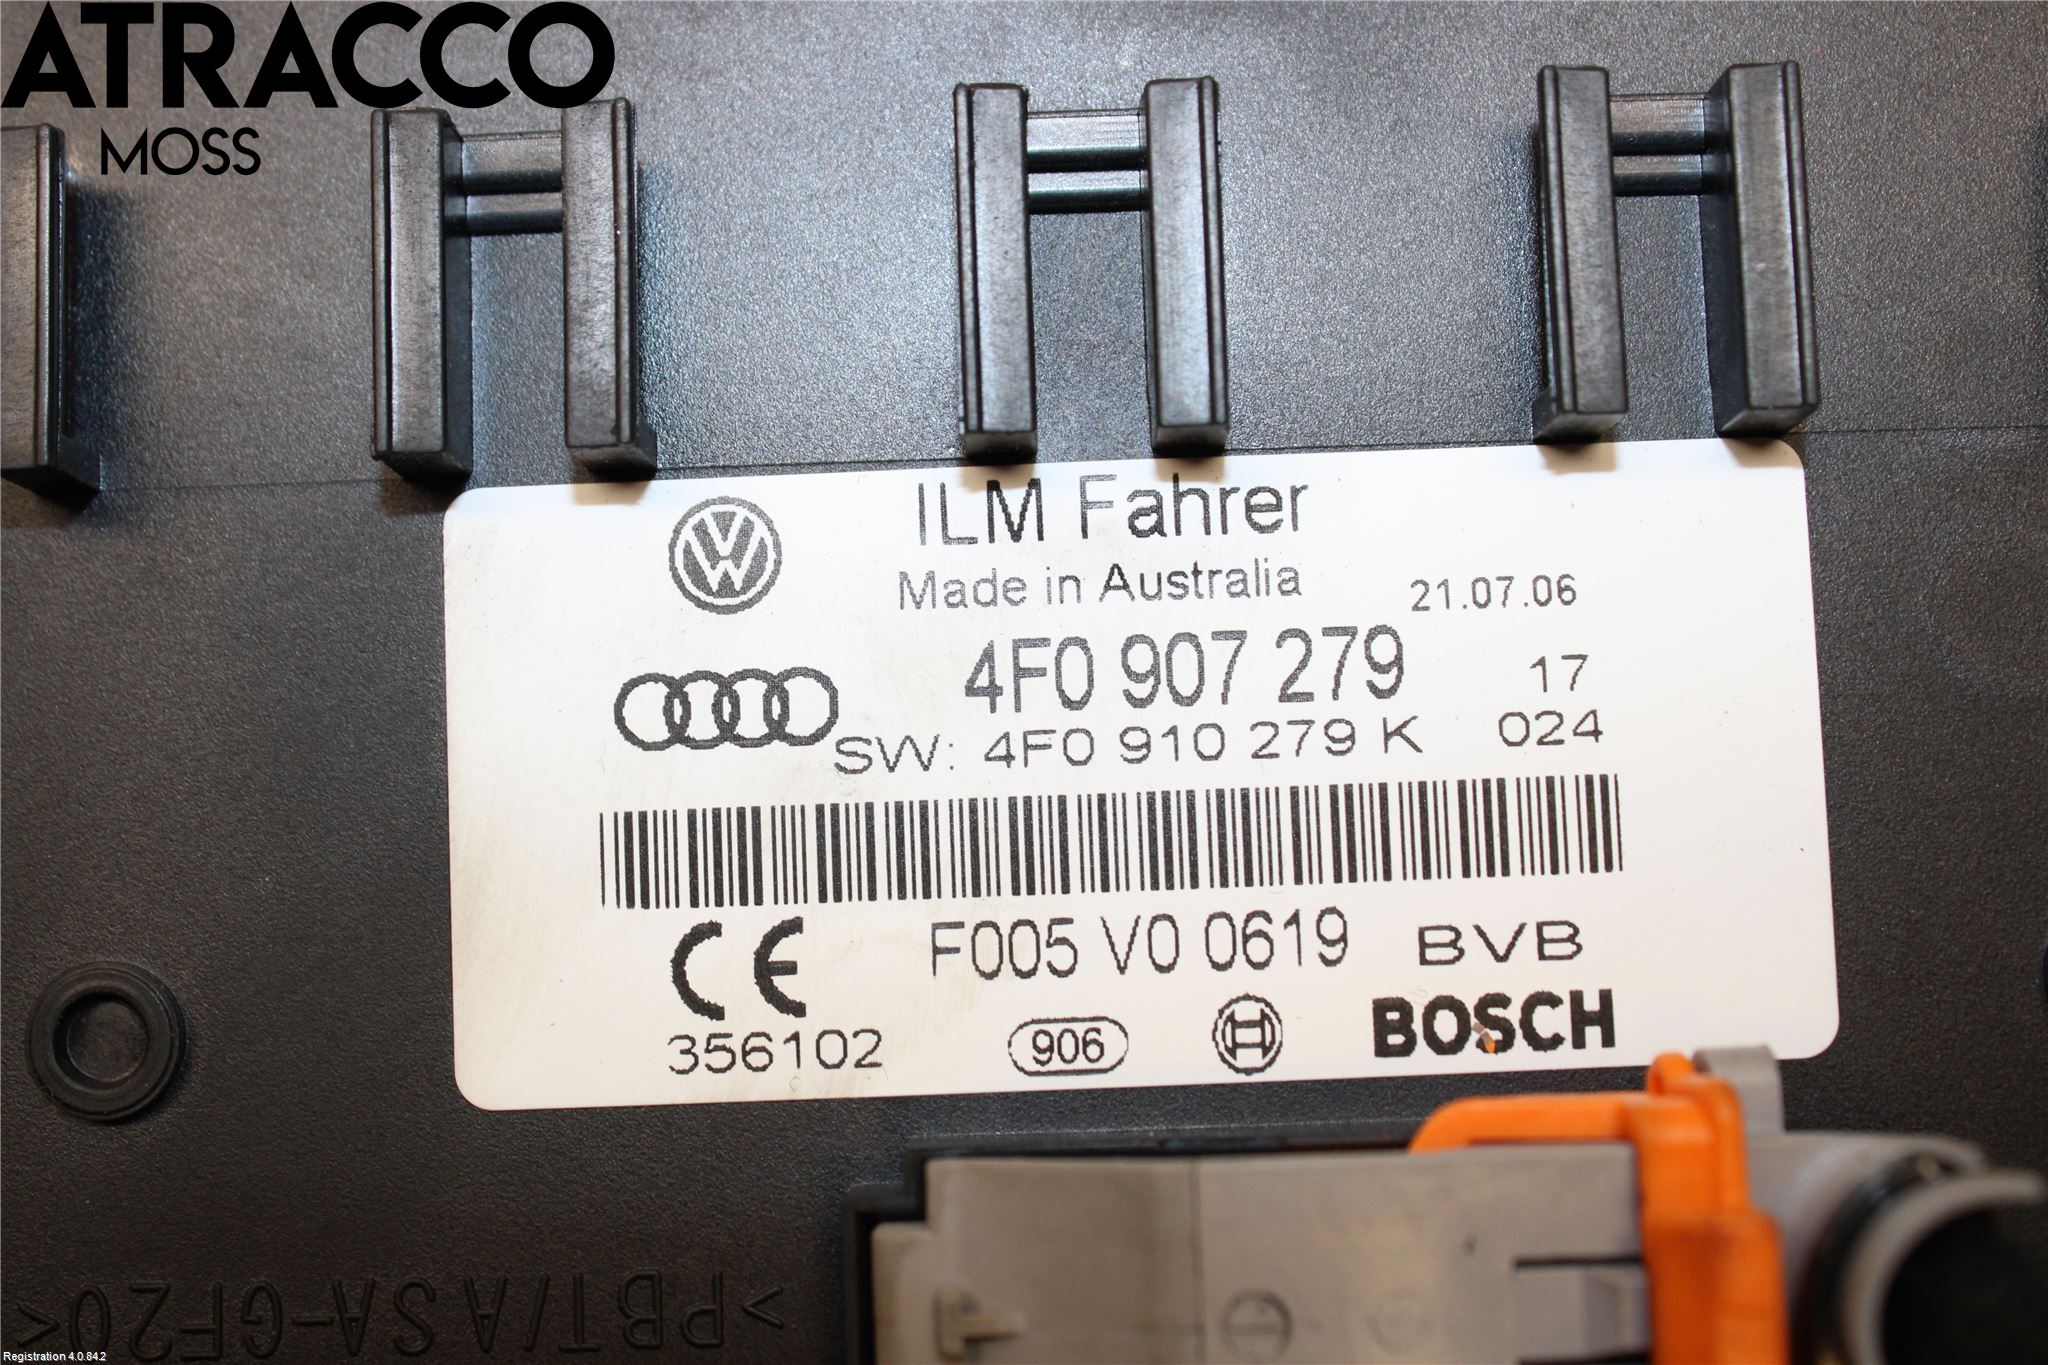 ATRACCO
MOSS
ILM Fahrer
Made in Australia 21.07.06
4F0 907 279 17
SW: 4F0 910 279 K 024
F005 V0 0619 BVB
CE
356102 906 BOSCH
>PBT/ASA-GF20<
Registration 4.0.84.2